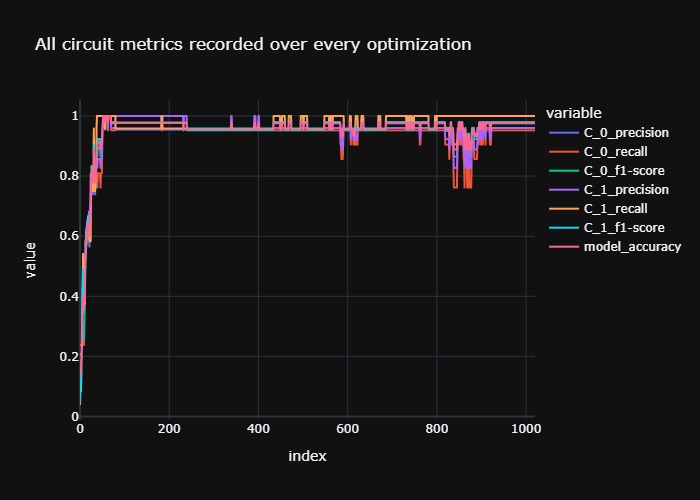 All circuit metrics recorded over every optimization
variable
C_0_precision
C_0_recall
C_0_f1-score
C_1_precision
C_1_recall
C_1_f1-score
model_accuracy
value
1
0.8
0.6
0.4
0.2
0
0 200 400 600 800 1000
index